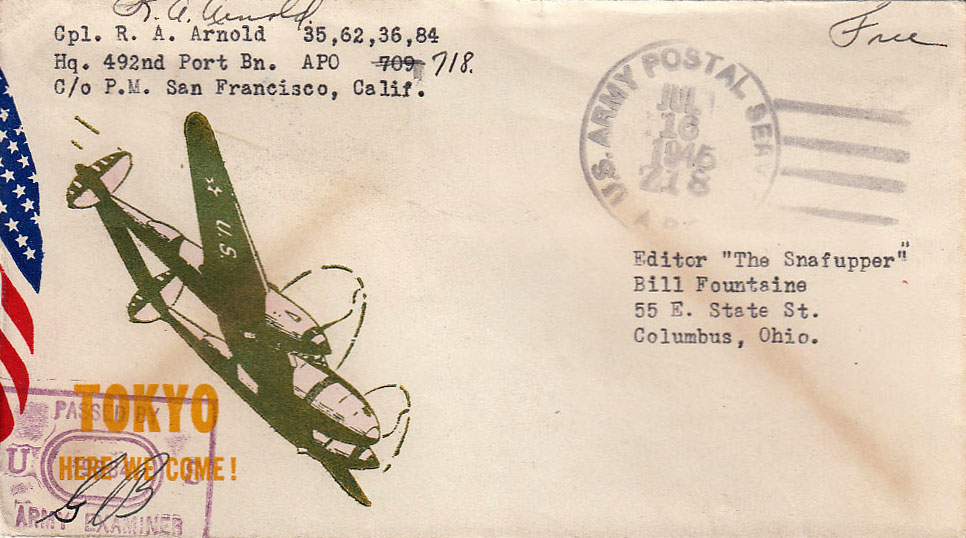 R. A. Arnold.
Cpl. R. A. Arnold 35,62,36,84
Hq. 492nd Port Bn. APO 709 718.
C/o P.M. San Francisco, Calif.
Free
U.S. ARMY POSTAL SERV
JUL
16
1945
Editor "The Snafupper"
Bill Fountaine
55 E. State St.
Columbus, Ohio.
U.S.
TOKYO
HERE WE COME!
PASSED BY
U S
ARMY EXAMINER